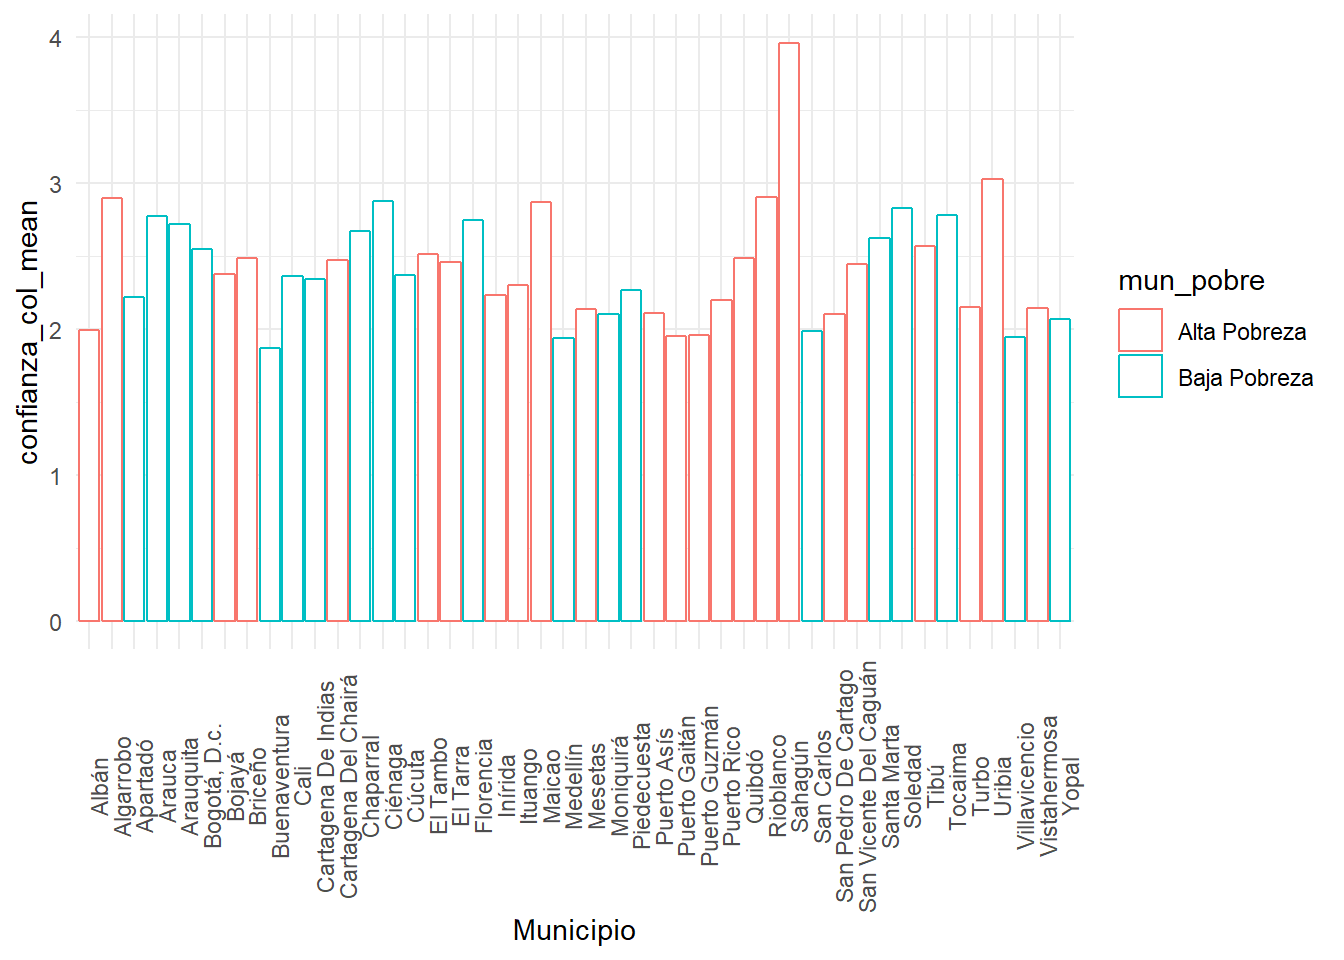 4
3
2
1
0
confianza_col_mean
Albán
Algarrobo
Apartadó
Arauca
Arauquita
Bogotá, D.c.
Bojayá
Briceño
Buenaventura
Cali
Cartagena De Indias
Cartagena Del Chairá
Chaparral
Ciénaga
Cúcuta
El Tambo
El Tarra
Florencia
Inírida
Ituango
Maicao
Medellín
Mesetas
Moniquirá
Piedecuesta
Puerto Asís
Puerto Gaitán
Puerto Guzmán
Puerto Rico
Quibdó
Rioblanco
Sahagún
San Carlos
San Pedro De Cartago
San Vicente Del Caguán
Santa Marta
Soledad
Tibú
Tocaima
Turbo
Uribia
Villavicencio
Vistahermosa
Yopal
Municipio
mun_pobre
Alta Pobreza
Baja Pobreza